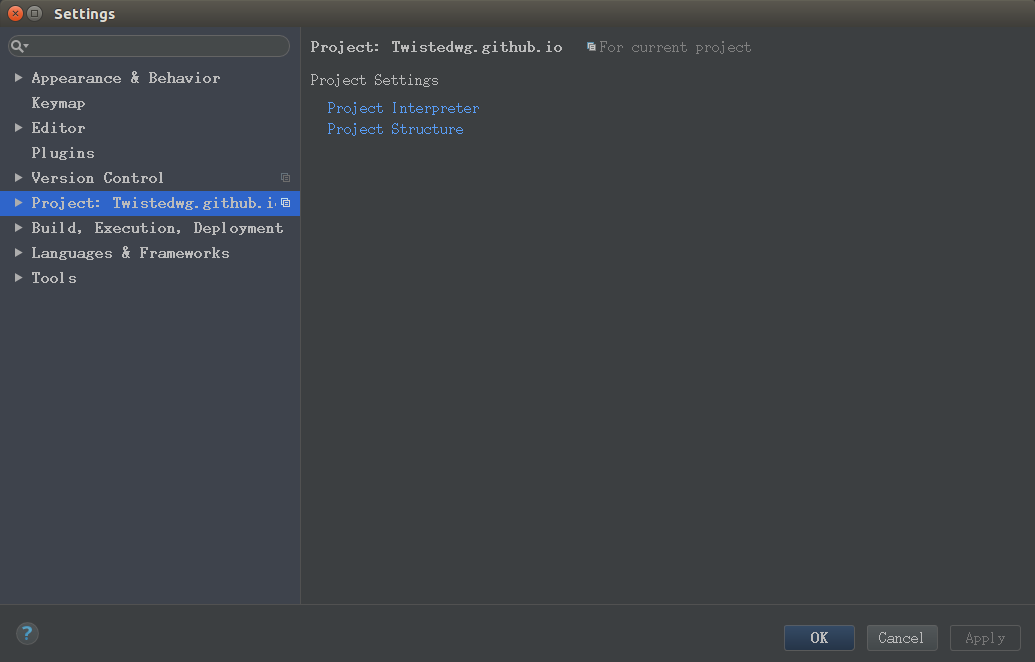 Settings
Appearance & Behavior
Keymap
Editor
Plugins
Version Control
Project: Twistedwg.github.i
Build, Execution, Deployment
Languages & Frameworks
Tools
Project: Twistedwg.github.io For current project
Project Settings
Project Interpreter
Project Structure
?
OK Cancel Apply